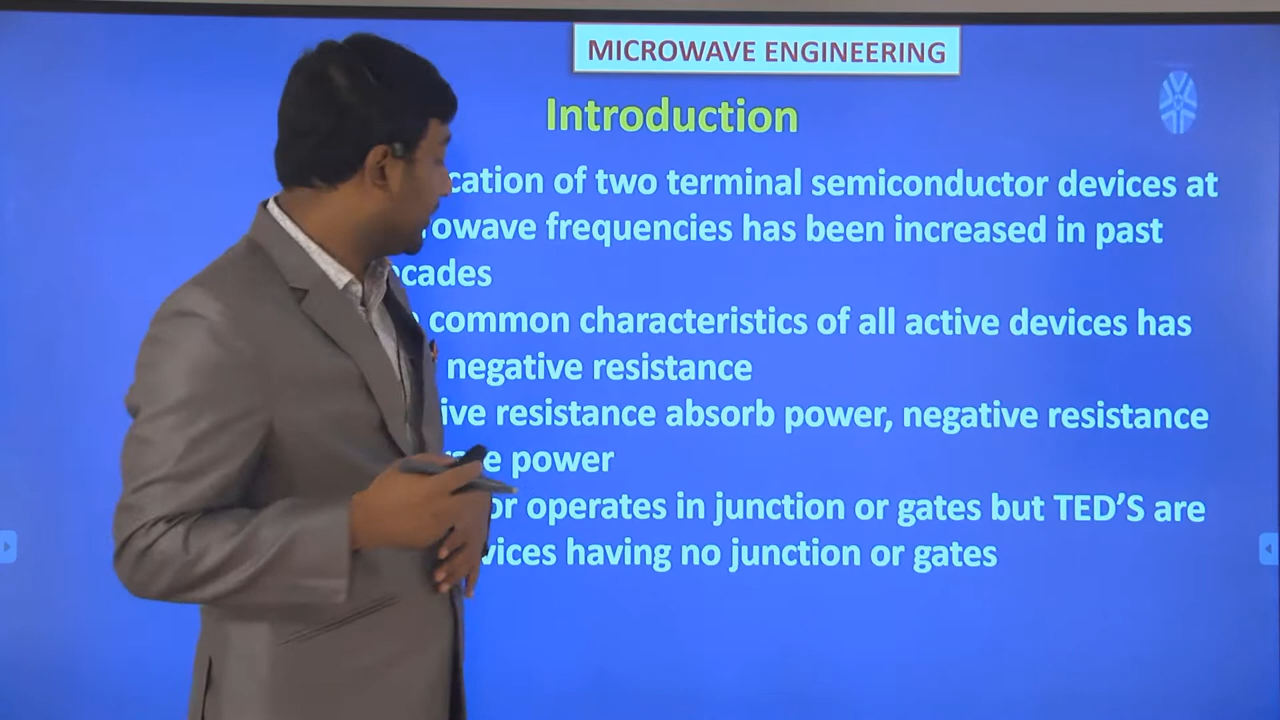 MICROWAVE ENGINEERING
Introduction
cation of two terminal semiconductor devices at
owave frequencies has been increased in past
cades
common characteristics of all active devices has
negative resistance
ive resistance absorb power, negative resistance
power
or operates in junction or gates but TED'S are
vices having no junction or gates